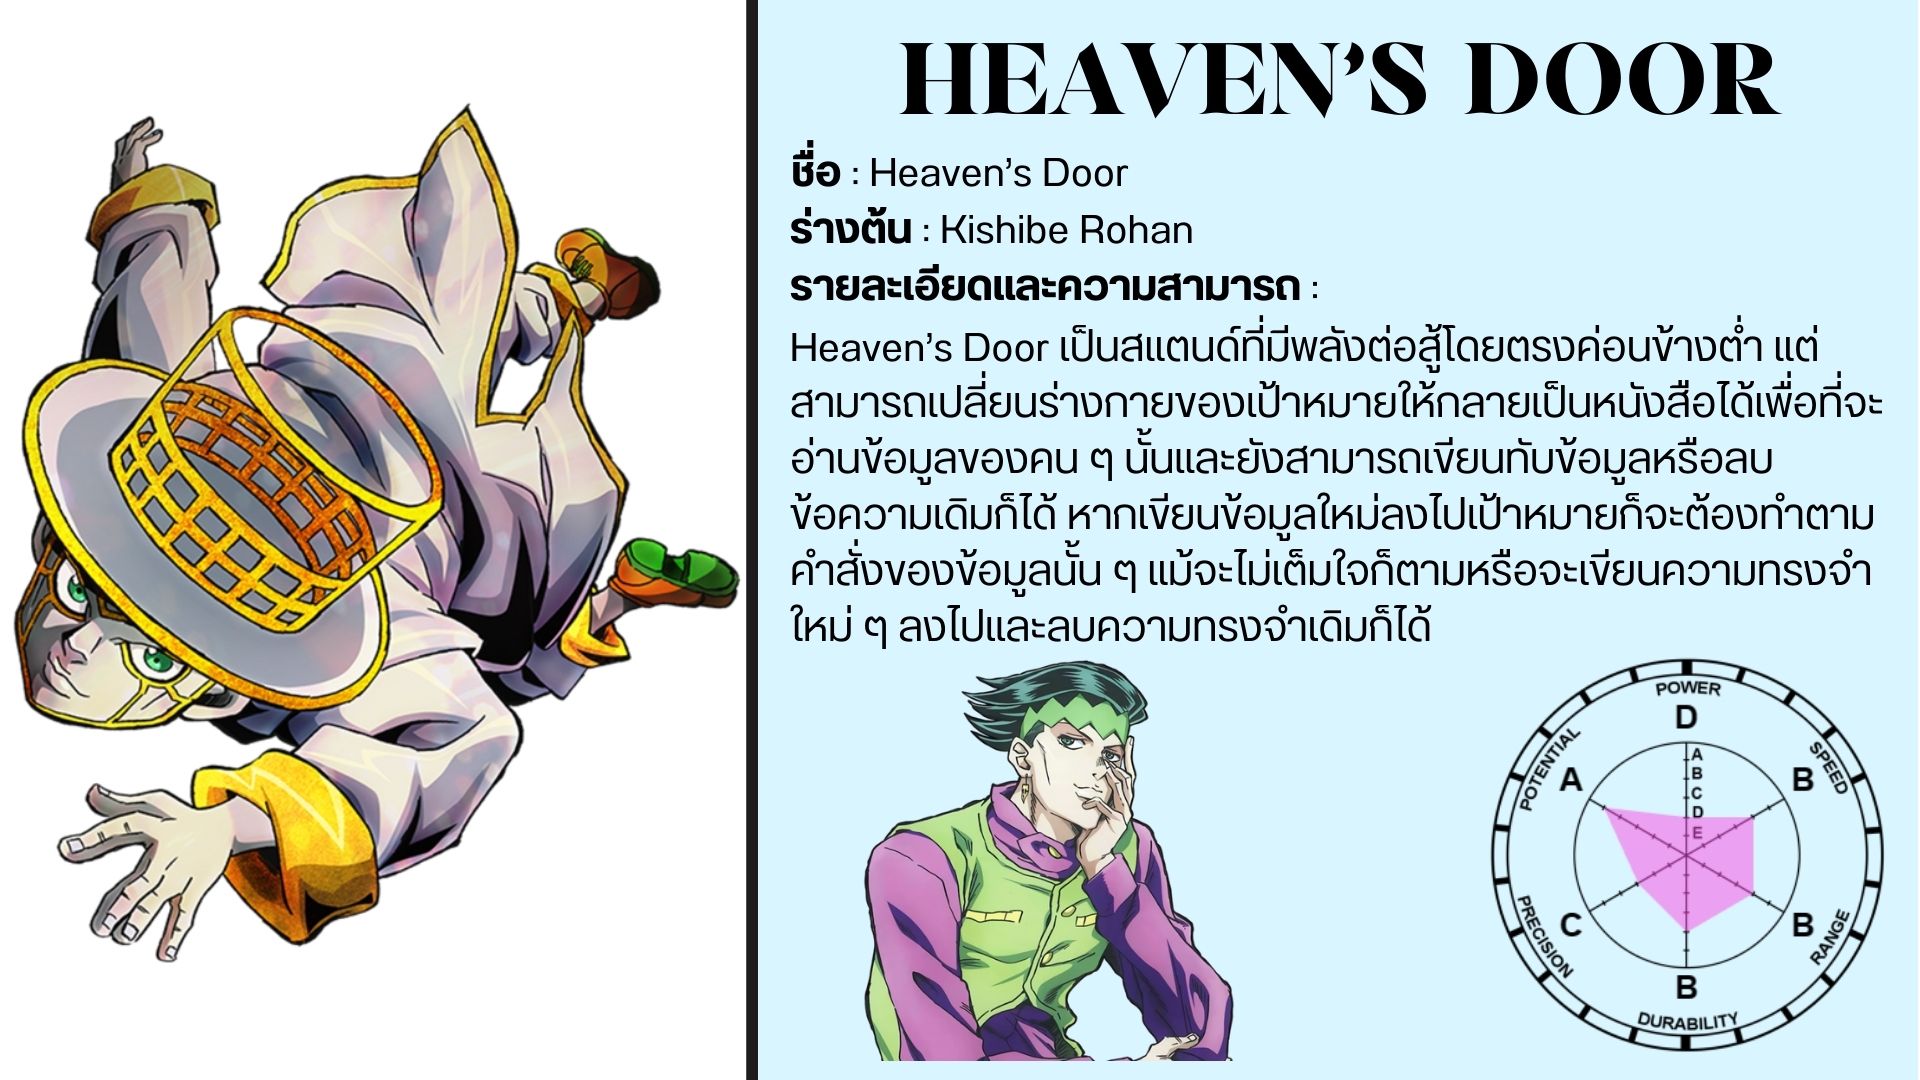 HEAVEN’S DOOR
ชื่อ : Heaven’s Door
ร่างต้น : Kishibe Rohan
รายละเอียดและความสามารถ :
Heaven’s Door เป็นสแตนด์ที่มีพลังต่อสู้โดยตรงค่อนข้างต่ำ แต่
สามารถเปลี่ยนร่างกายของเป้าหมายให้กลายเป็นหนังสือได้เพื่อที่จะ
อ่านข้อมูลของคน ๆ นั้นและยังสามารถเขียนทับข้อมูลหรือลบ
ข้อความเดิมก็ได้ หากเขียนข้อมูลใหม่ลงไปเป้าหมายก็จะต้องทำตาม
คำสั่งของข้อมูลนั้น ๆ แม้จะไม่เต็มใจก็ตามหรือจะเขียนความทรงจำ
ใหม่ ๆ ลงไปและลบความทรงจำเดิมก็ได้
POWER
D
SPEED
B
RANGE
B
DURABILITY
B
PRECISION
C
POTENTIAL
A
A
B
C
D
E